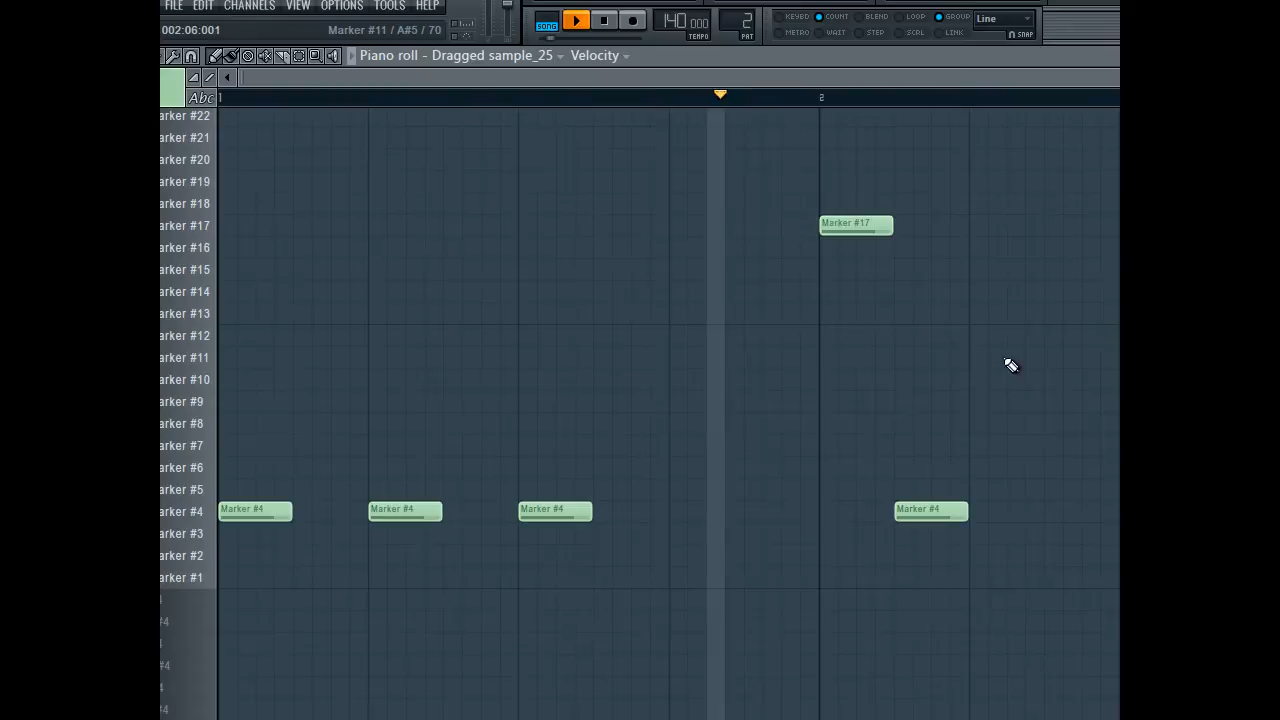 FILE EDIT CHANNELS VIEW OPTIONS TOOLS HELP
002:06:001 Marker #11 / A#5 / 70
SONG
140 000
TEMPO
2
PAT
KEYBD COUNT BLEND LOOP GROUP
METRO WAIT STEP SCRL LINK
Line
SNAP
Piano roll - Dragged sample_25 Velocity
Abc
1 2
arker #22
arker #21
arker #20
arker #19
arker #18
arker #17
arker #16
arker #15
arker #14
arker #13
arker #12
arker #11
arker #10
arker #9
arker #8
arker #7
arker #6
arker #5
arker #4
arker #3
arker #2
arker #1
#4
#4
#4
Marker #17
Marker #4
Marker #4
Marker #4
Marker #4